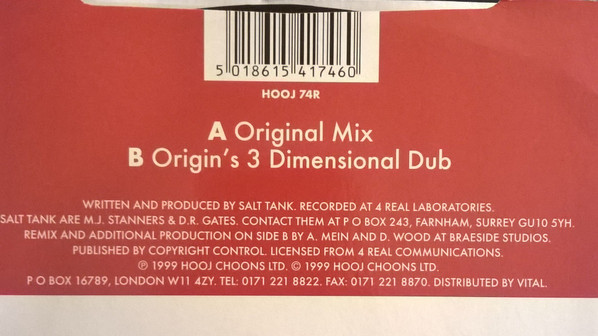 5 018615 417460
HOOJ 74R
A Original Mix
B Origin's 3 Dimensional Dub
WRITTEN AND PRODUCED BY SALT TANK. RECORDED AT 4 REAL LABORATORIES.
SALT TANK ARE M.J. STANNERS & D.R. GATES. CONTACT THEM AT P O BOX 243, FARNHAM, SURREY GU10 5YH.
REMIX AND ADDITIONAL PRODUCTION ON SIDE B BY A. MEIN AND D. WOOD AT BRAESIDE STUDIOS.
PUBLISHED BY COPYRIGHT CONTROL. LICENSED FROM 4 REAL COMMUNICATIONS.
℗ 1999 HOOJ CHOONS LTD. © 1999 HOOJ CHOONS LTD.
P O BOX 16789, LONDON W11 4ZY. TEL: 0171 221 8822. FAX: 0171 221 8870. DISTRIBUTED BY VITAL.